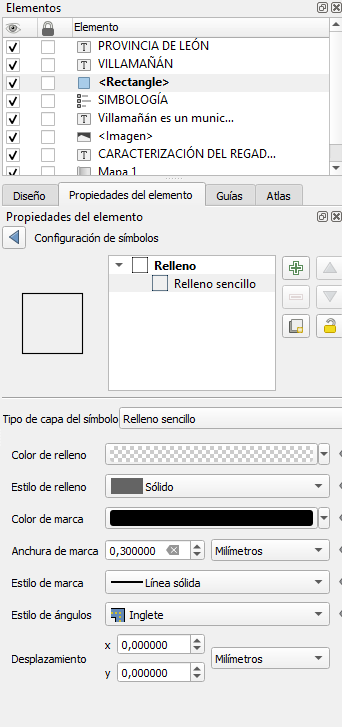 Elementos
Elemento
PROVINCIA DE LEÓN
VILLAMAÑÁN
<Rectangle>
SIMBOLOGÍA
Villamañán es un munic...
<Imagen>
CARACTERIZACIÓN DEL REGAD...
Mapa 1
Diseño Propiedades del elemento Guías Atlas
Propiedades del elemento
Configuración de símbolos
Relleno
Relleno sencillo
Tipo de capa del símbolo Relleno sencillo
Color de relleno
Estilo de relleno Sólido
Color de marca
Anchura de marca 0,300000 Milímetros
Estilo de marca Línea sólida
Estilo de ángulos Inglete
x 0,000000
Desplazamiento Milímetros
y 0,000000